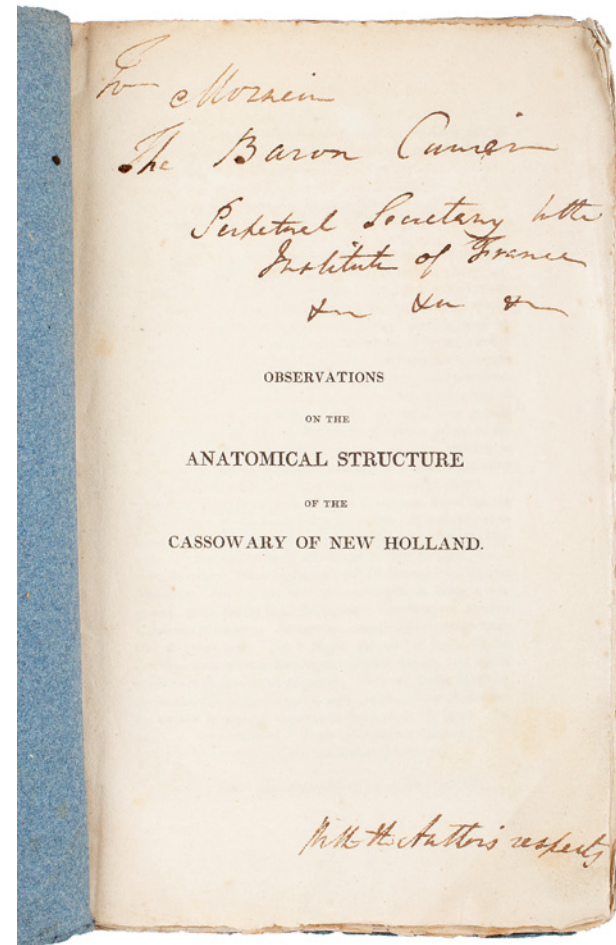 To Monsieur
The Baron Cuvier
Perpetual Secretary to the
Institute of France
&c &c &c
OBSERVATIONS
ON THE
ANATOMICAL STRUCTURE
OF THE
CASSOWARY OF NEW HOLLAND.
With the Author's respects